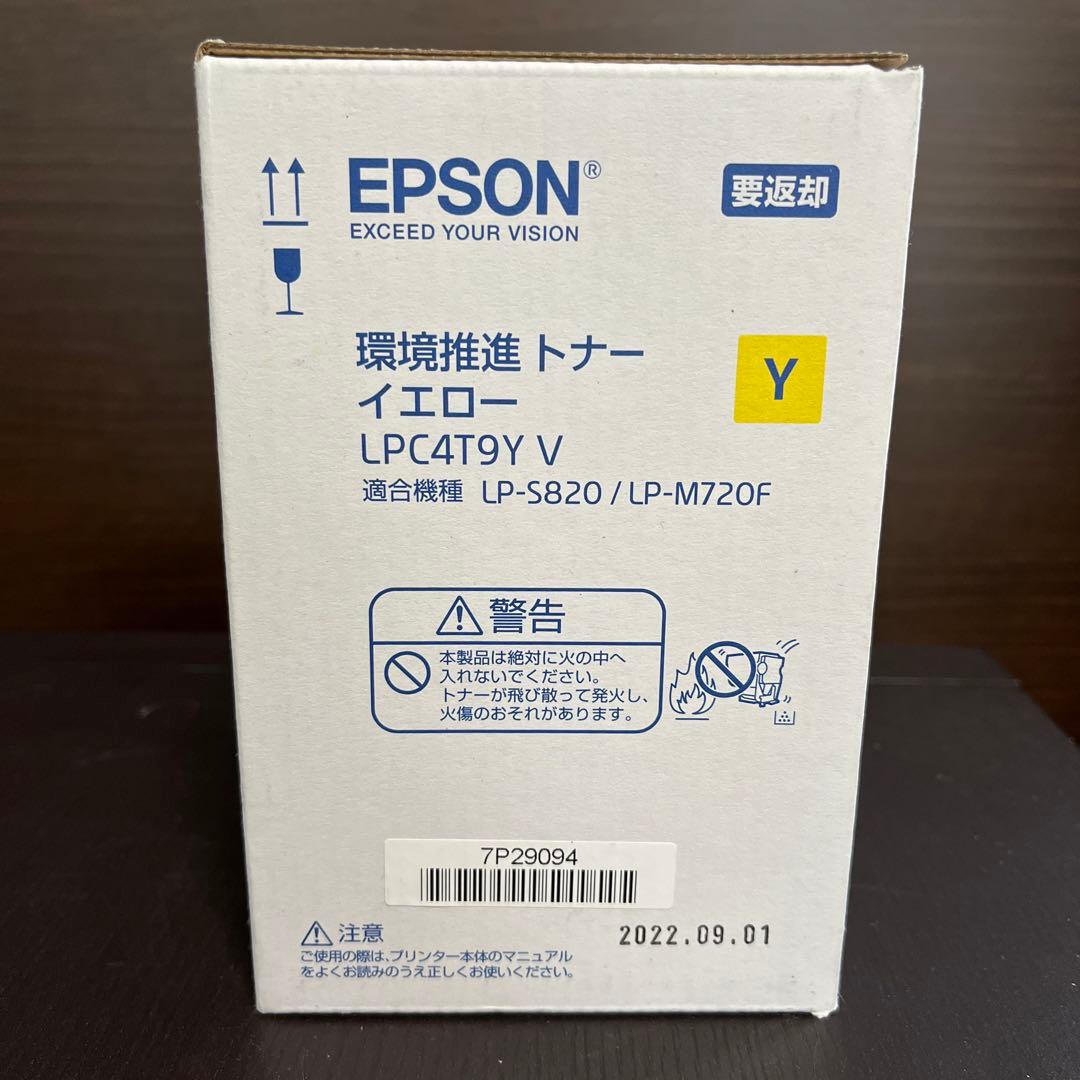 EPSON®
EXCEED YOUR VISION
要返却
環境推進 トナー
イエロー
Y
LPC4T9Y V
適合機種 LP-S820 / LP-M720F
警告
本製品は絶対に火の中へ
入れないでください。
トナーが飛び散って発火し、
火傷のおそれがあります。
7P29094
注意
2022.09.01
ご使用の際は、プリンター本体のマニュアル
をよくお読みのうえ正しくお使いください。